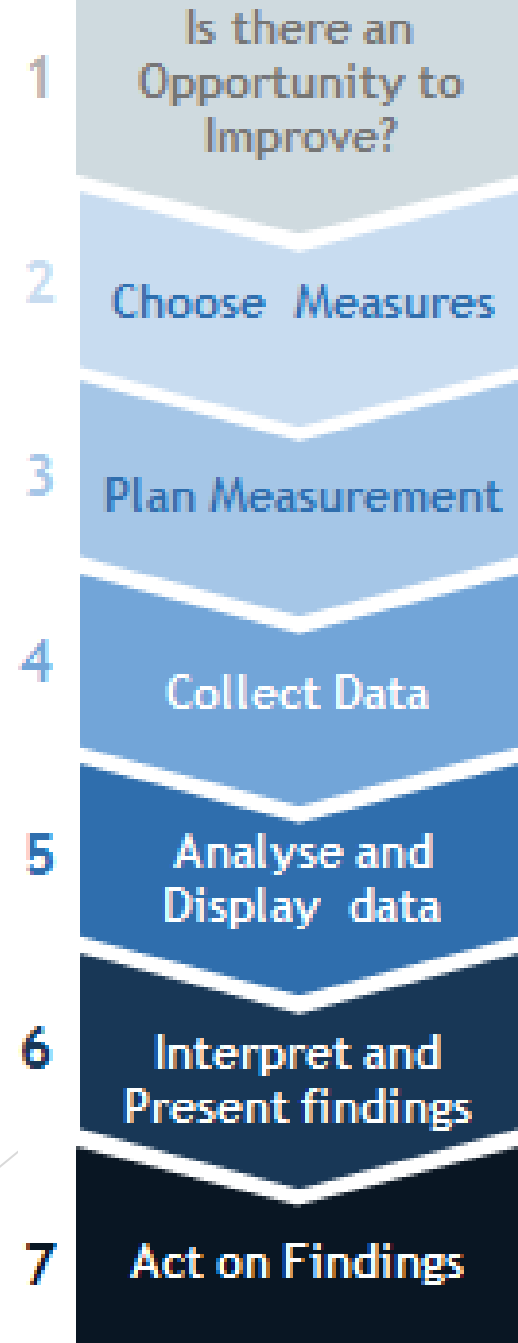 1
Is there an
Opportunity to
Improve?
2
Choose Measures
3
Plan Measurement
4
Collect Data
5
Analyse and
Display data
6
Interpret and
Present findings
7
Act on Findings